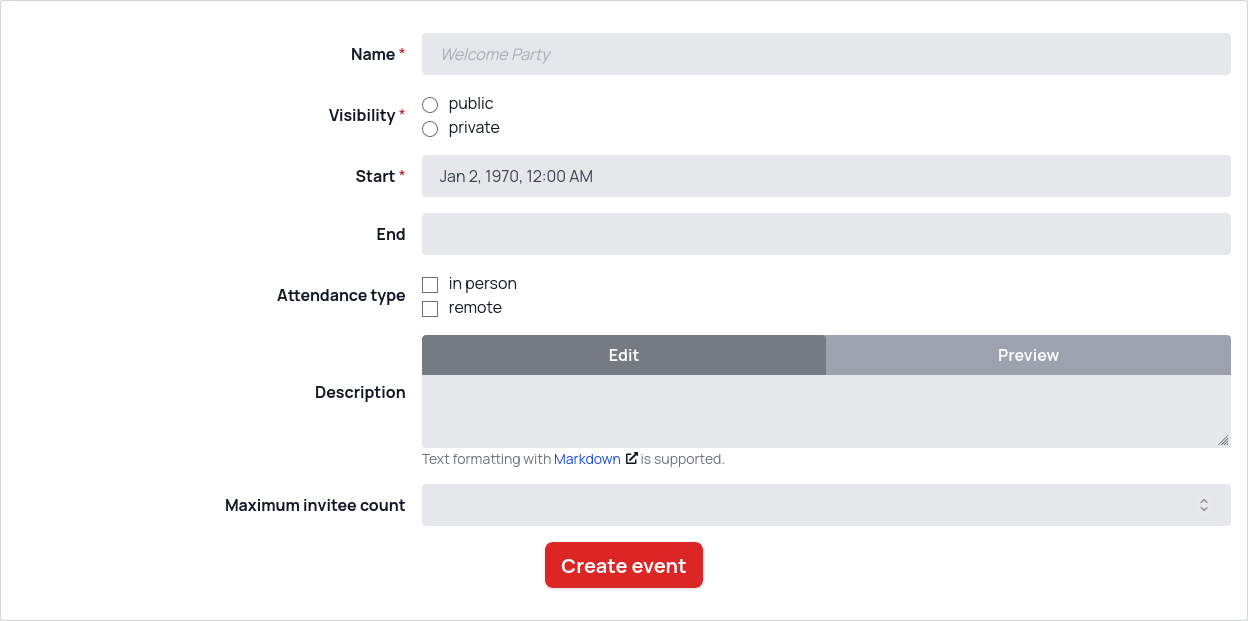 Name *
Welcome Party
Visibility *
public
private
Start *
Jan 2, 1970, 12:00 AM
End
Attendance type
in person
remote
Edit
Preview
Description
Text formatting with Markdown is supported.
Maximum invitee count
Create event